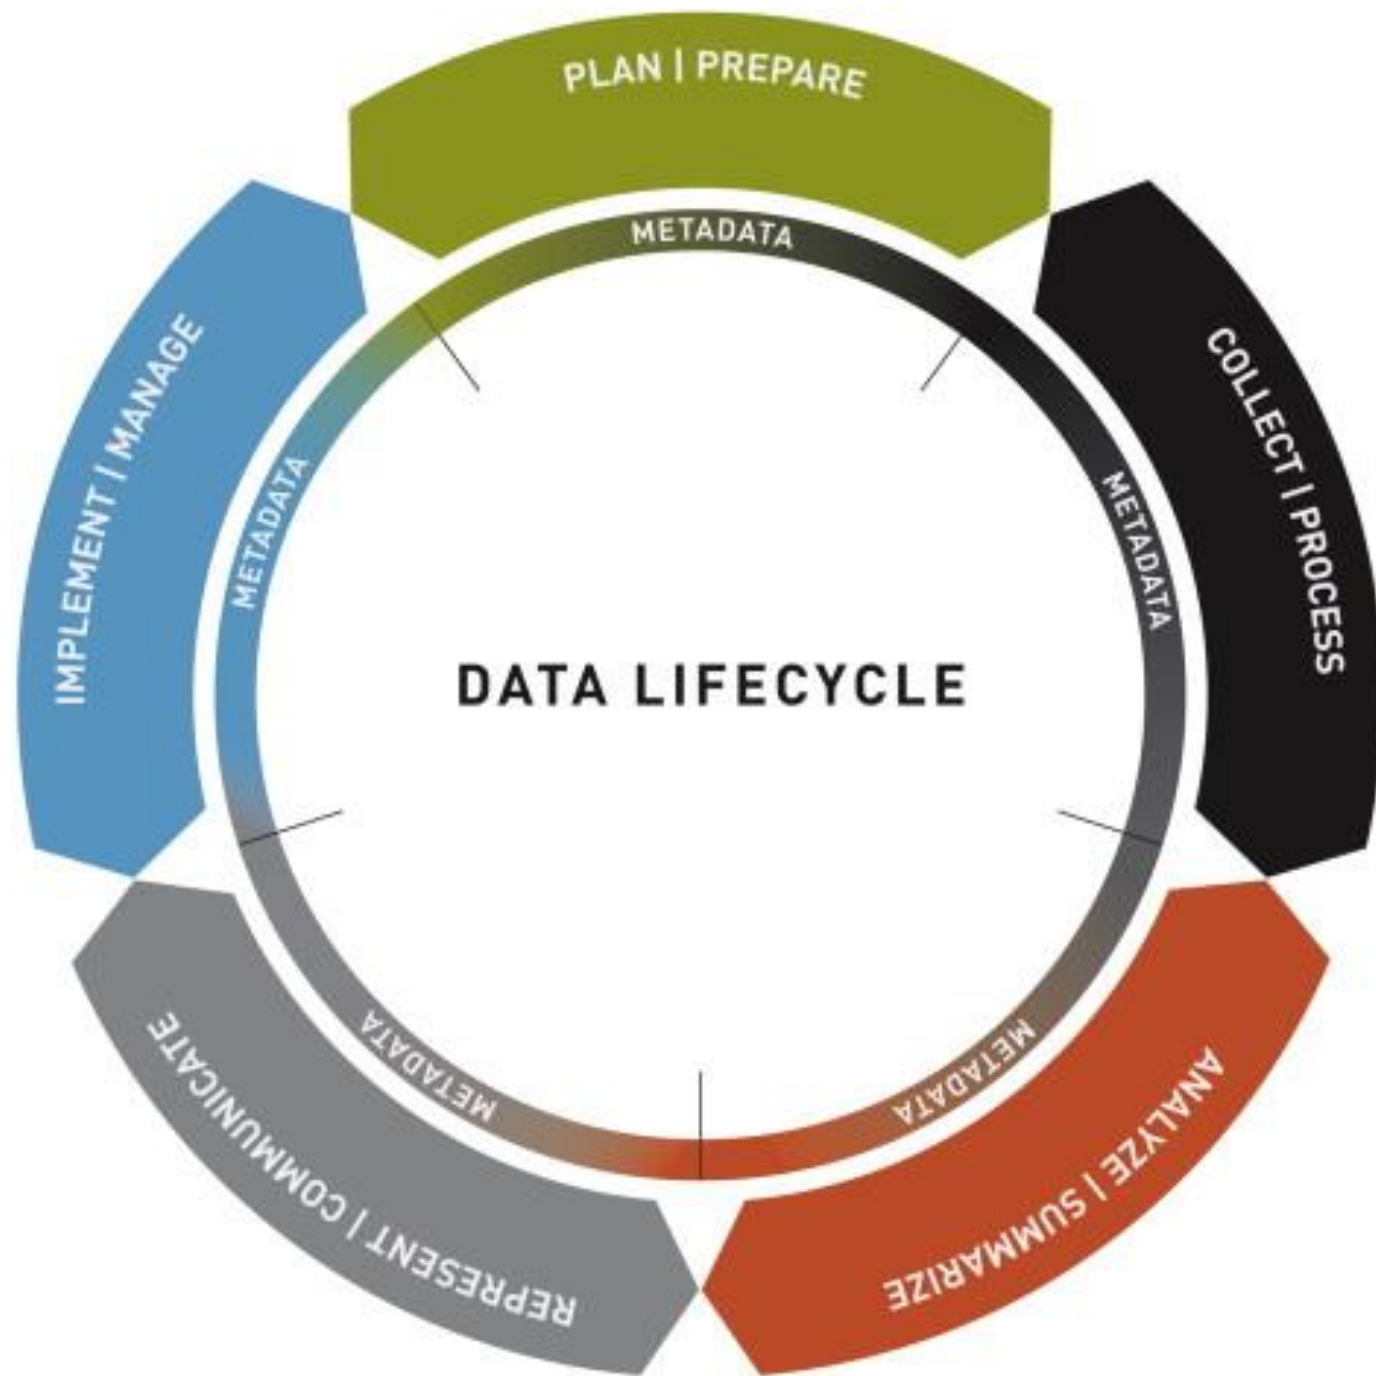 PLAN | PREPARE
METADATA
COLLECT | PROCESS
METADATA
ANALYZE | SUMMARIZE
METADATA
REPRESENT | COMMUNICATE
METADATA
IMPLEMENT | MANAGE
METADATA
DATA LIFECYCLE